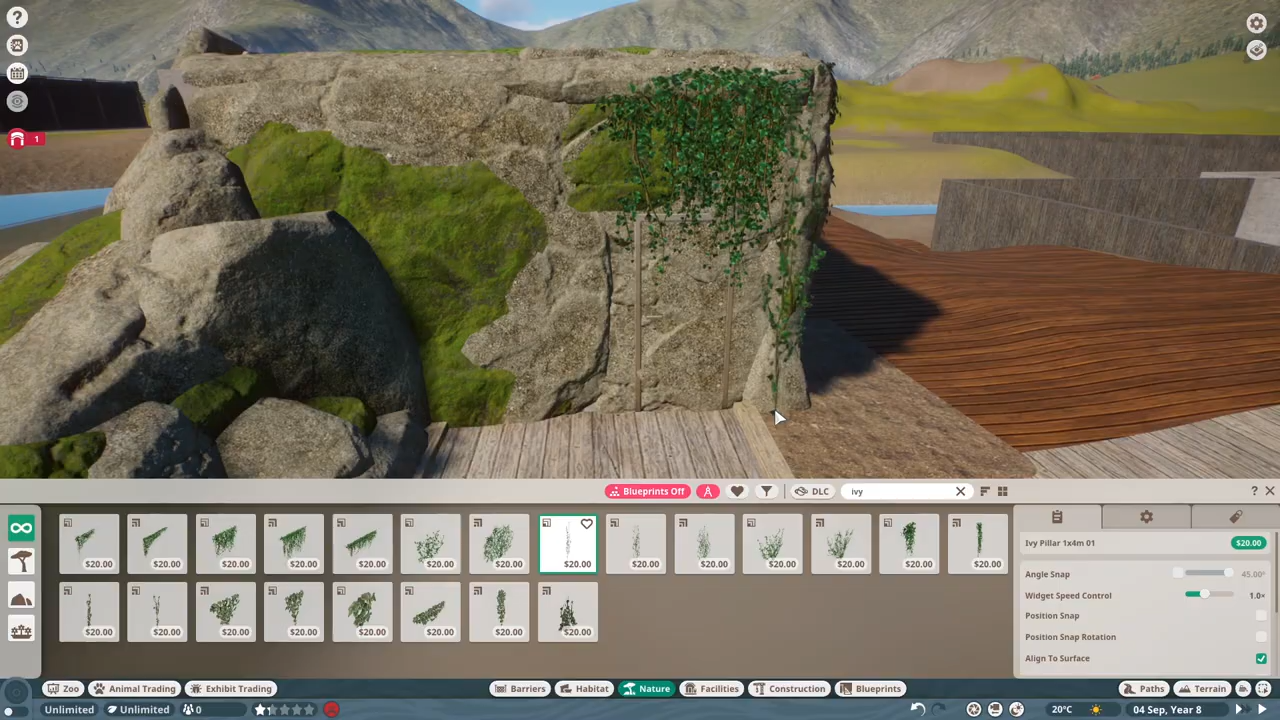 ?
1
Blueprints Off
DLC
ivy
? 
$20.00 $20.00 $20.00 $20.00 $20.00 $20.00 $20.00 $20.00 $20.00 $20.00 $20.00 $20.00 $20.00 $20.00
$20.00 $20.00 $20.00 $20.00 $20.00 $20.00 $20.00 $20.00
Ivy Pillar 1x4m 01 $20.00
Angle Snap 45.00°
Widget Speed Control 1.0×
Position Snap
Position Snap Rotation
Align To Surface
Zoo Animal Trading Exhibit Trading Barriers Habitat Nature Facilities Construction Blueprints Paths Terrain
Unlimited Unlimited 0 20°C 04 Sep, Year 8